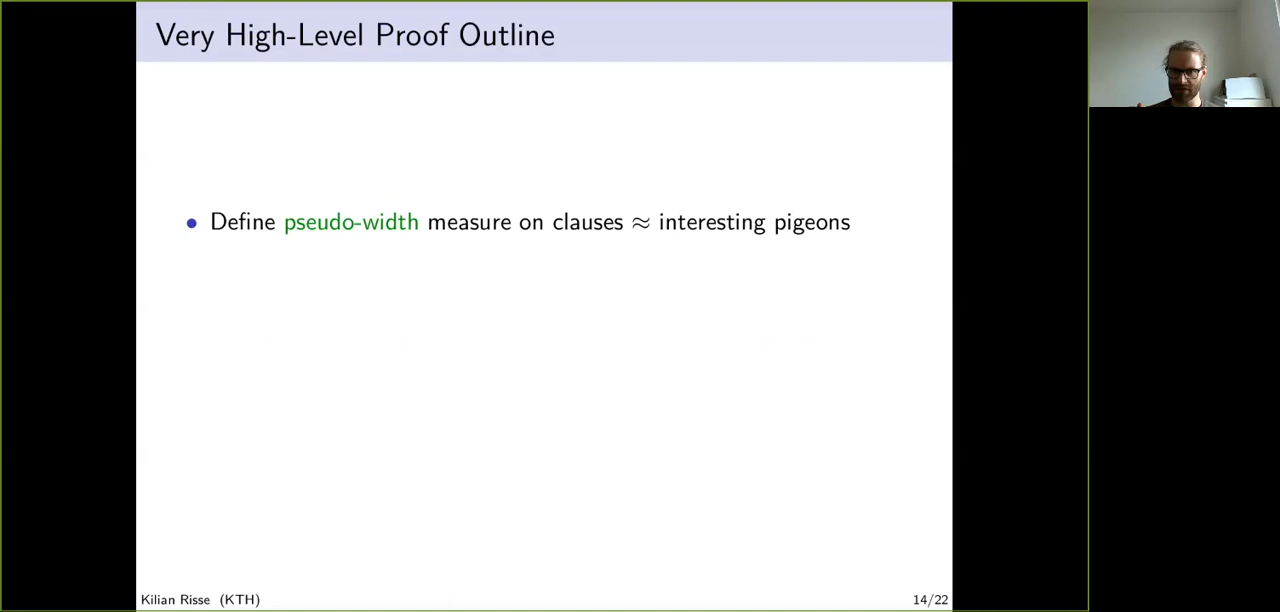 Very High-Level Proof Outline
• Define pseudo-width measure on clauses ≈ interesting pigeons
Kilian Risse (KTH)
14/22